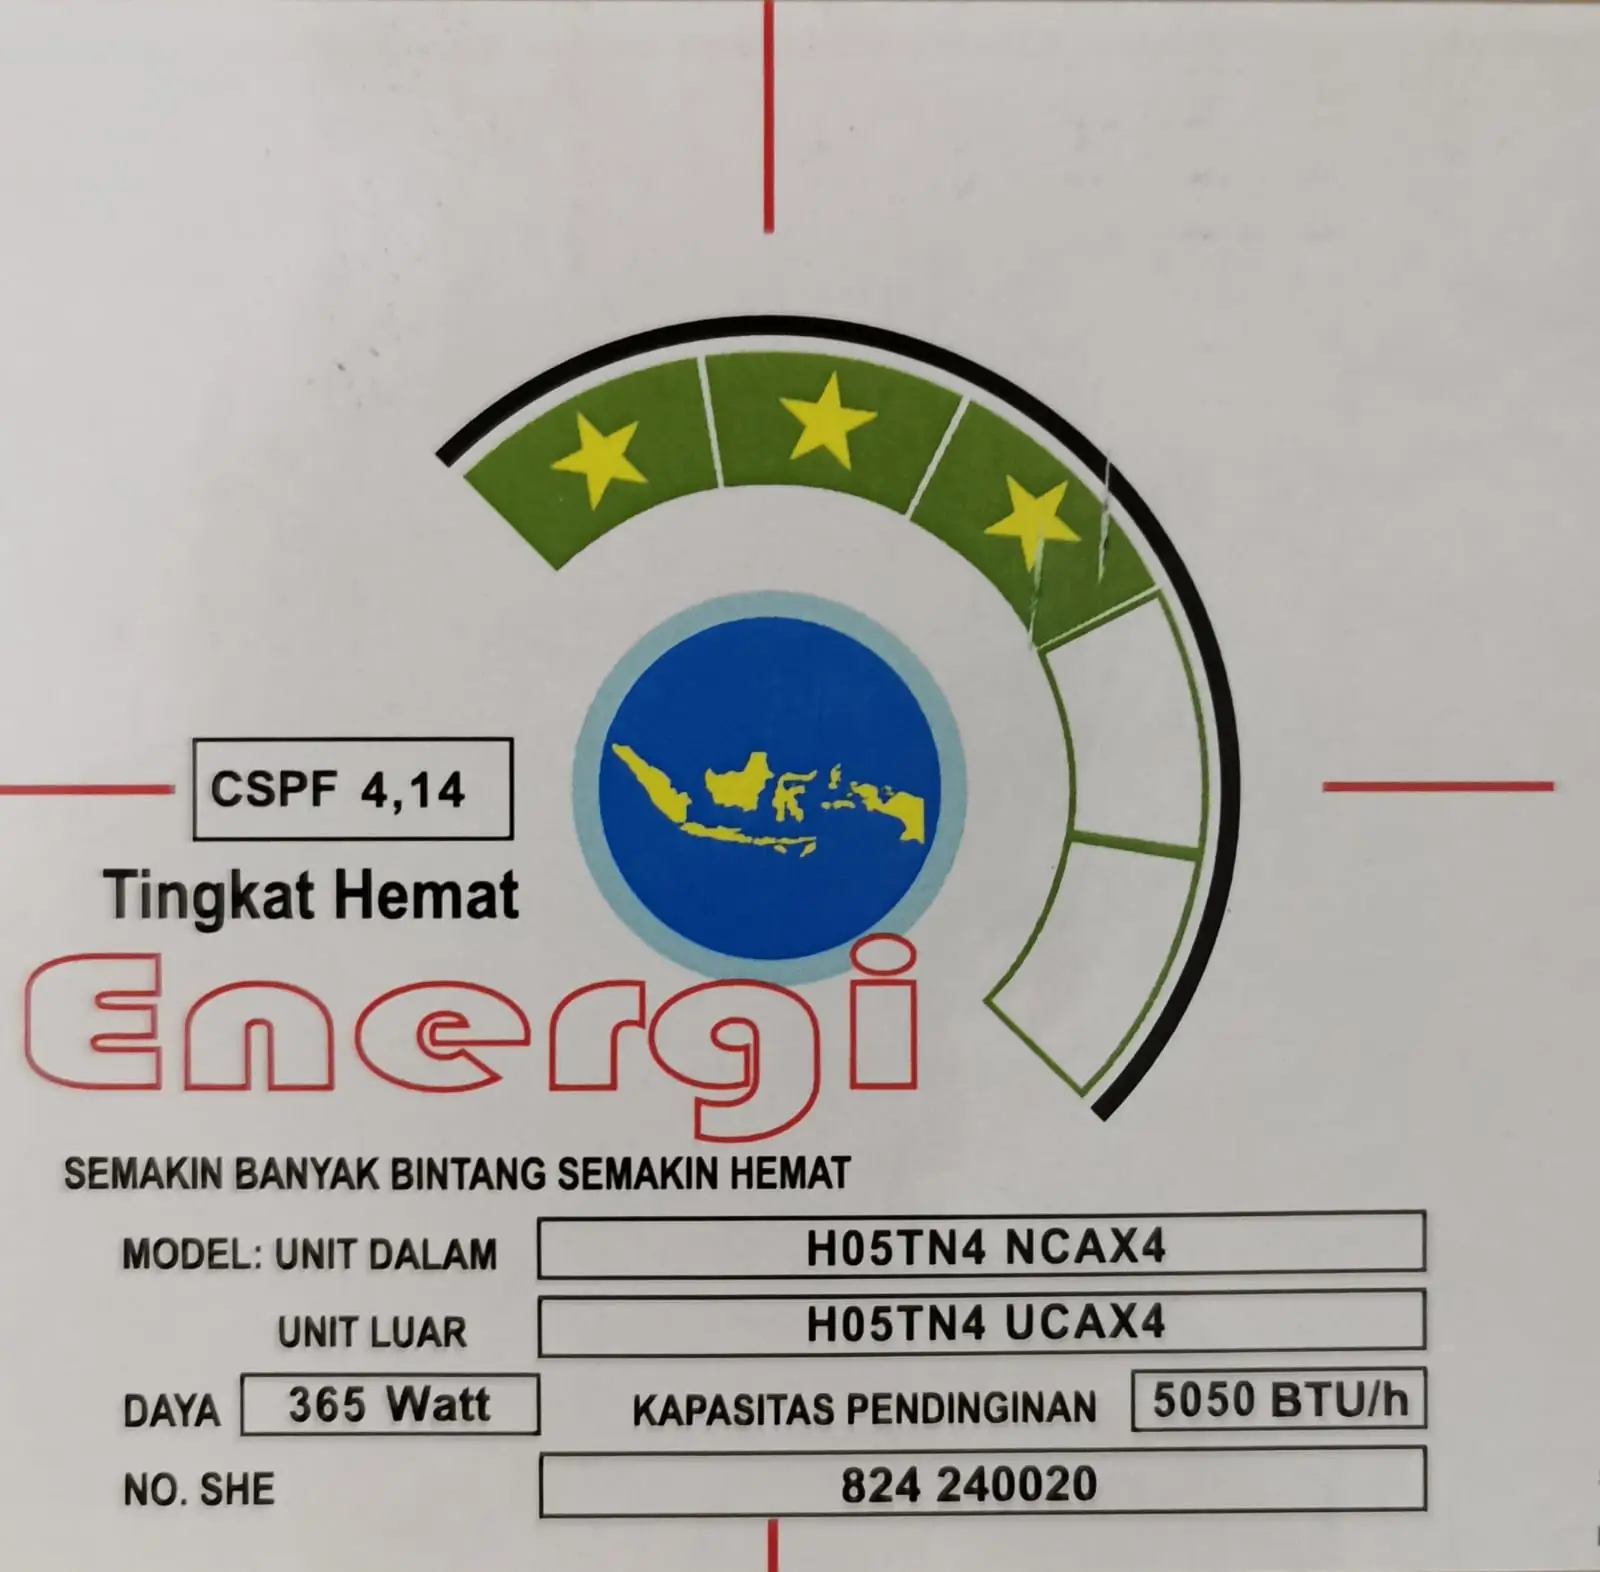 CSPF 4,14
Tingkat Hemat
Energi
SEMAKIN BANYAK BINTANG SEMAKIN HEMAT
MODEL: UNIT DALAM H05TN4 NCAX4
UNIT LUAR H05TN4 UCAX4
DAYA 365 Watt KAPASITAS PENDINGINAN 5050 BTU/h
NO. SHE 824 240020